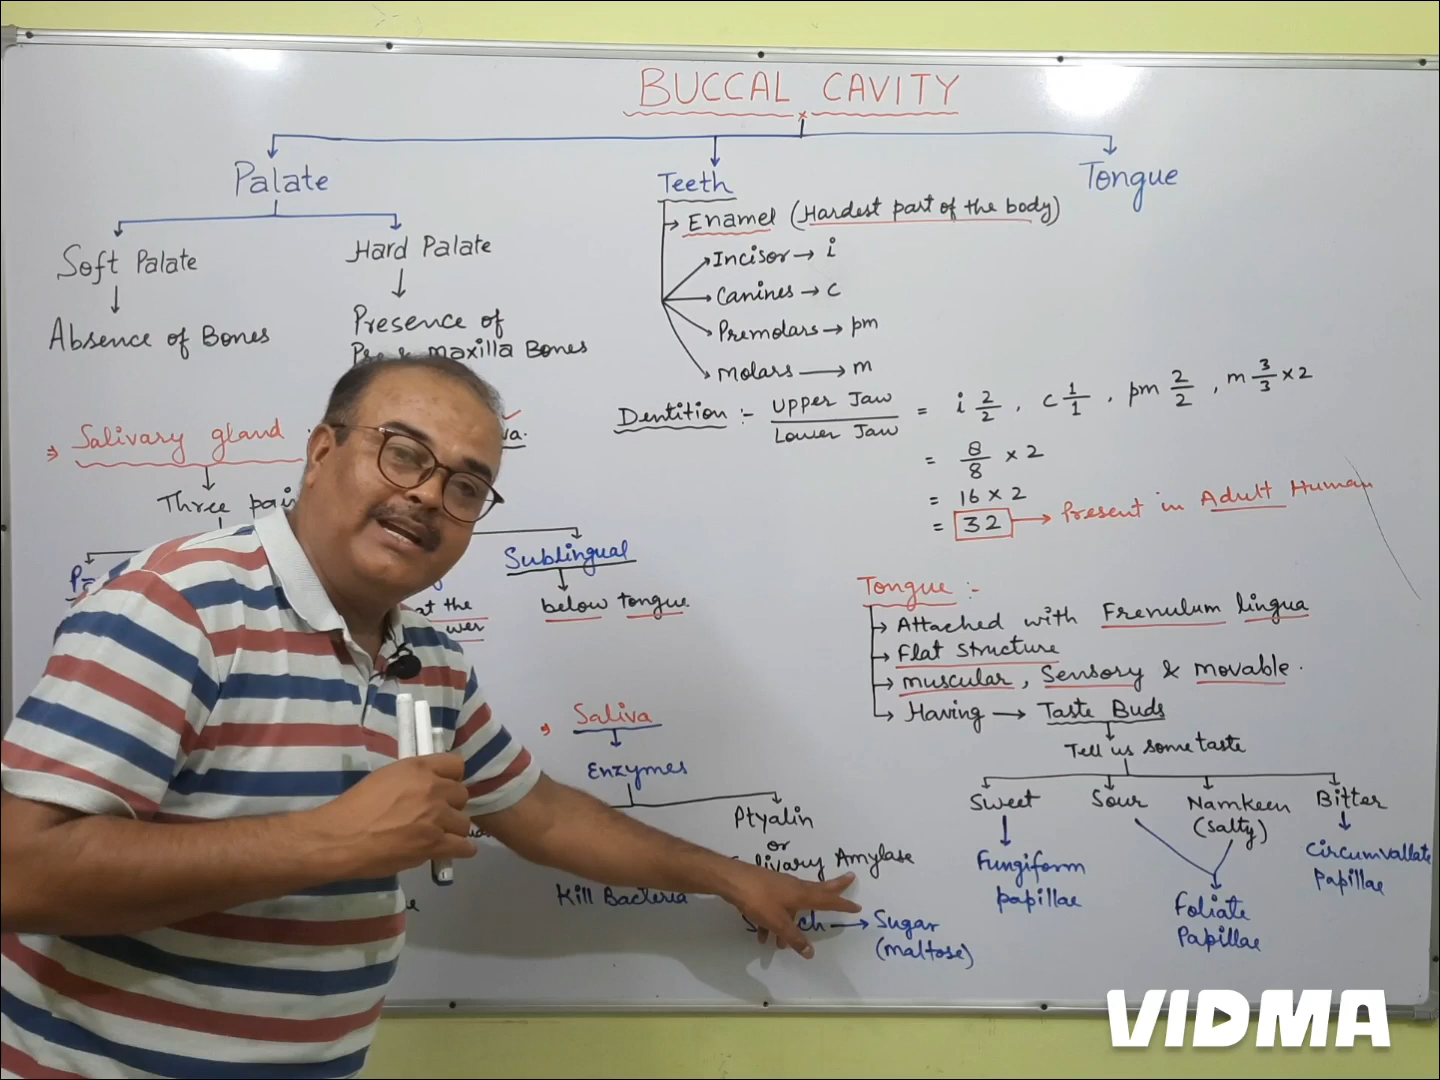 BUCCAL CAVITY
Palate
Teeth
Tongue
Soft Palate
Hard Palate
Absence of Bones
Presence of
maxilla Bones
Enamel (Hardest part of the body)
Incisor → i
Canines → c
Premolars → pm
Molars → m
Dentition :- Upper Jaw / Lower Jaw = i 2/2 , c 1/1 , pm 2/2 , m 3/3 × 2
= 8/8 × 2
= 16 × 2
= 32 → Present in Adult Human
Salivary gland
Three
Sublingual
at the
below tongue
Tongue :-
Attached with Frenulum lingua
Flat structure
muscular, Sensory & movable.
Having → Taste Buds
Tell us some taste
Sweet
Sour
Namkeen
(salty)
Bitter
Fungiform
papillae
Foliate
Papillae
Circumvallate
Papillae
Saliva
Enzymes
Ptyalin
or
Amylase
Kill Bacteria
→ Sugar
(maltose)
VIDMA